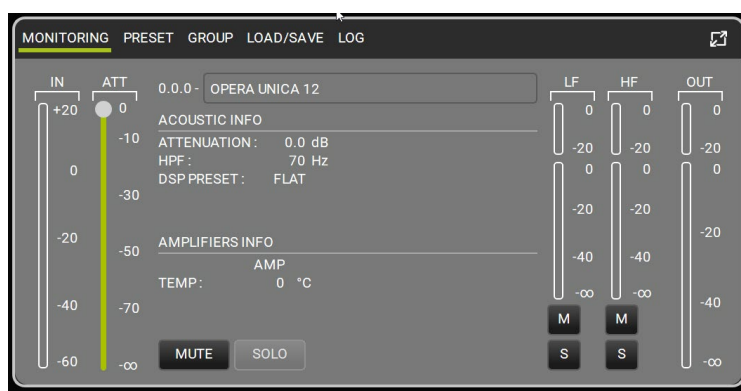 MONITORING PRESET GROUP LOAD/SAVE LOG
IN ATT LF HF OUT
0.0.0 - OPERA UNICA 12
+20 0 0 0 0
ACOUSTIC INFO
-10 ATTENUATION : 0.0 dB -20 -20 -20
HPF : 70 Hz
0 DSP PRESET : FLAT 0 0 0
-30
-20 -20
-20 AMPLIFIERS INFO -20
-50
AMP -40 -40
TEMP : 0 °C
-∞ -∞
-40 -70 -40
M M
MUTE SOLO S S
-60 -∞ -∞